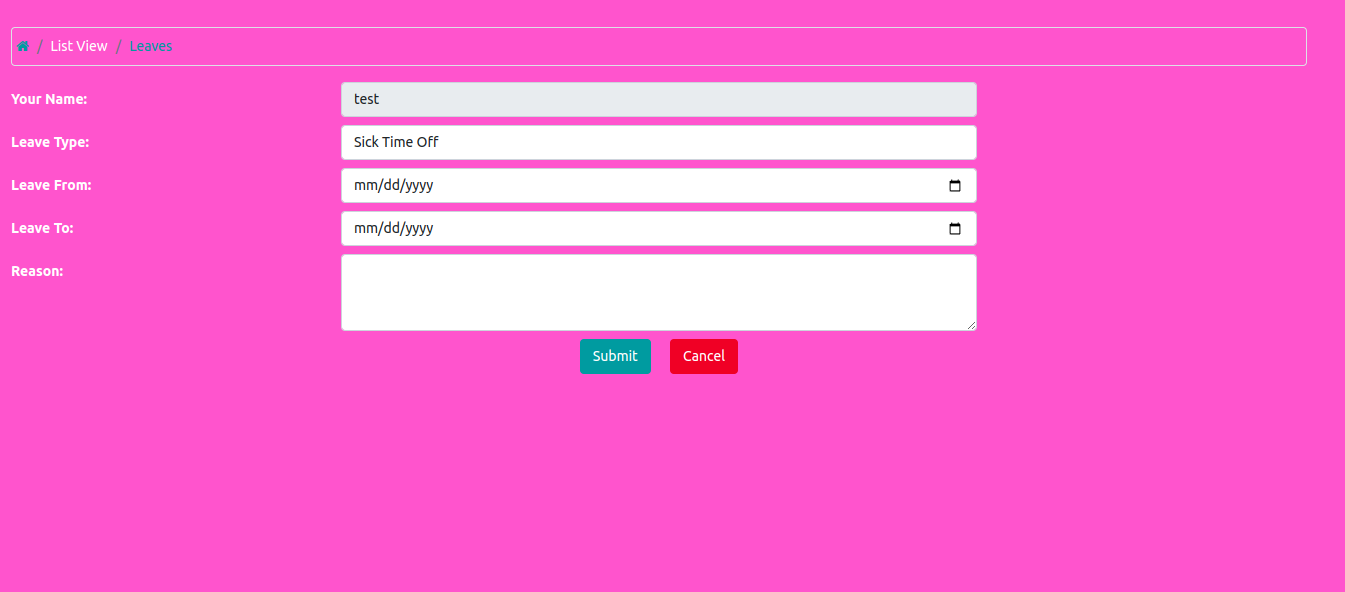 / List View / Leaves
Your Name: test
Leave Type: Sick Time Off
Leave From: mm/dd/yyyy
Leave To: mm/dd/yyyy
Reason:
Submit Cancel